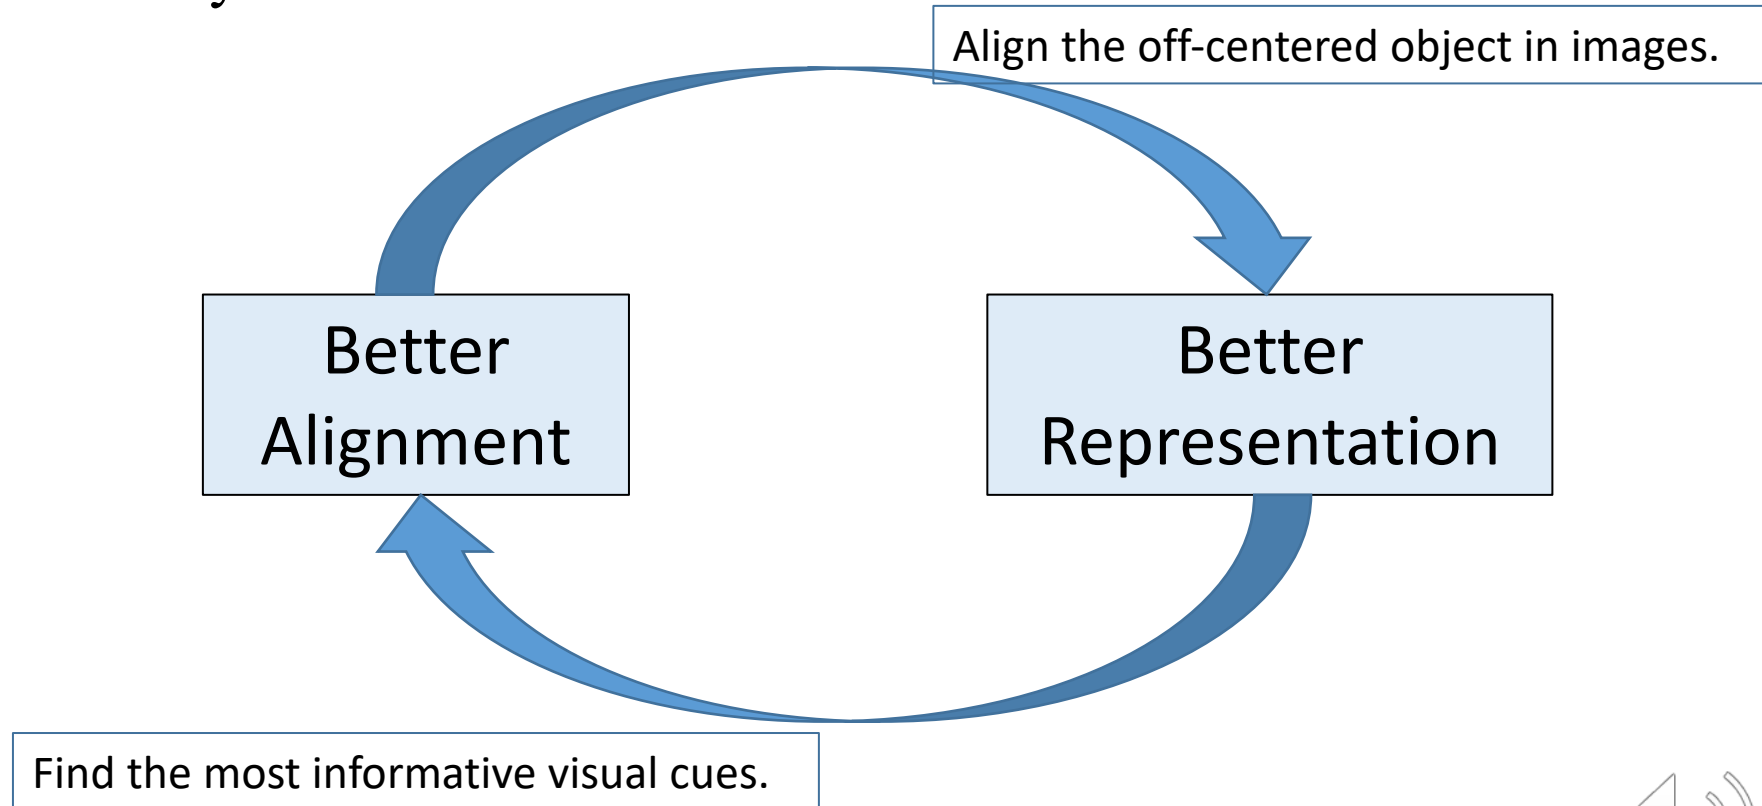 Align the off-centered object in images.
Better
Alignment
Better
Representation
Find the most informative visual cues.